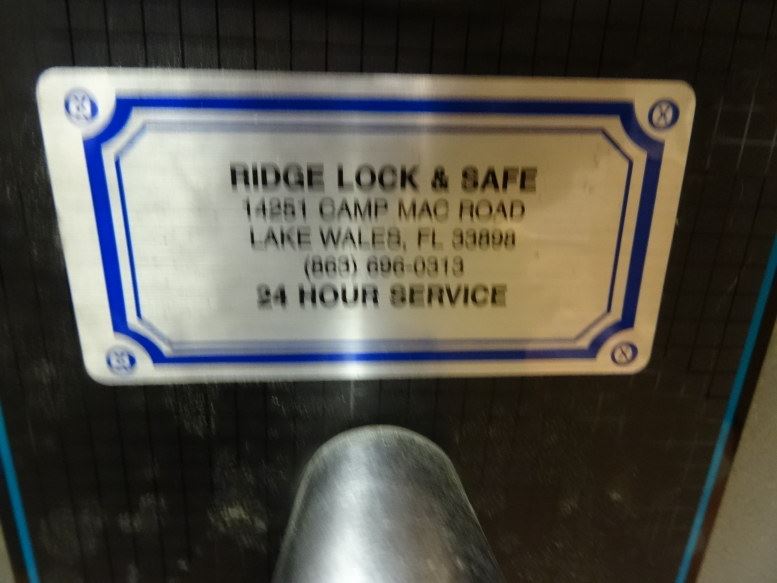 RIDGE LOCK & SAFE
14251 CAMP MAC ROAD
LAKE WALES, FL 33898
(863) 696-0313
24 HOUR SERVICE